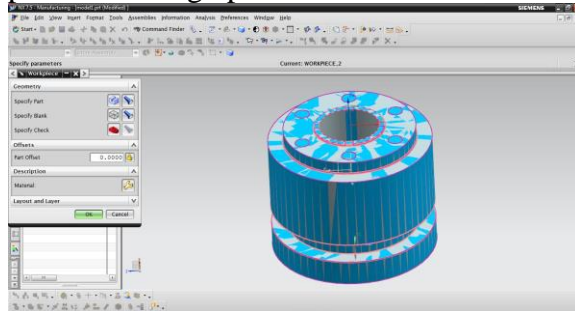 NX 7.5 - Manufacturing - [model1.prt (Modified)]
SIEMENS
File Edit View Insert Format Tools Assemblies Information Analysis Preferences Window Help
Start
Command Finder
Specify parameters
Current: WORKPIECE_2
Workpiece
Geometry
Specify Part
Specify Blank
Specify Check
Offsets
Part Offset 0.0000
Description
Material
Layout and Layer
OK Cancel